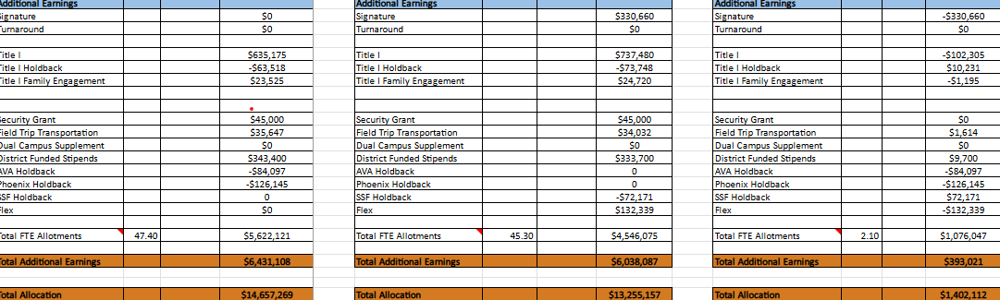 Additional Earnings Additional Earnings Additional Earnings
ignature $0 Signature $330,660 Signature -$330,660
urnaround $0 Turnaround $0 Turnaround $0
itle I $635,175 Title I $737,480 Title I -$102,305
itle I Holdback -$63,518 Title I Holdback -$73,748 Title I Holdback $10,231
itle I Family Engagement $23,525 Title I Family Engagement $24,720 Title I Family Engagement -$1,195
ecurity Grant $45,000 Security Grant $45,000 Security Grant $0
ield Trip Transportation $35,647 Field Trip Transportation $34,032 Field Trip Transportation $1,614
Dual Campus Supplement $0 Dual Campus Supplement $0 Dual Campus Supplement $0
District Funded Stipends $343,400 District Funded Stipends $333,700 District Funded Stipends $9,700
AVA Holdback -$84,097 AVA Holdback 0 AVA Holdback -$84,097
Phoenix Holdback -$126,145 Phoenix Holdback 0 Phoenix Holdback -$126,145
SSF Holdback 0 SSF Holdback -$72,171 SSF Holdback $72,171
Flex $0 Flex $132,339 Flex -$132,339
otal FTE Allotments 47.40 $5,622,121 Total FTE Allotments 45.30 $4,546,075 Total FTE Allotments 2.10 $1,076,047
otal Additional Earnings $6,431,108 Total Additional Earnings $6,038,087 Total Additional Earnings $393,021
otal Allocation $14,657,269 Total Allocation $13,255,157 Total Allocation $1,402,112